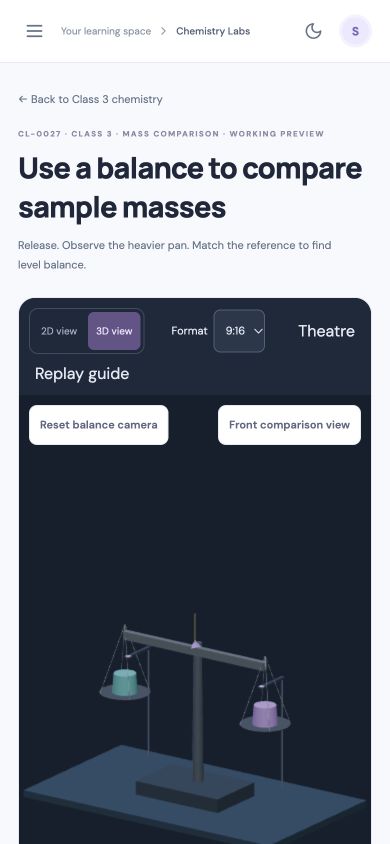 Your learning space > Chemistry Labs
S
← Back to Class 3 chemistry
CL-0027 · CLASS 3 · MASS COMPARISON · WORKING PREVIEW
Use a balance to compare
sample masses
Release. Observe the heavier pan. Match the reference to find
level balance.
2D view 3D view Format 9:16 Theatre
Replay guide
Reset balance camera Front comparison view